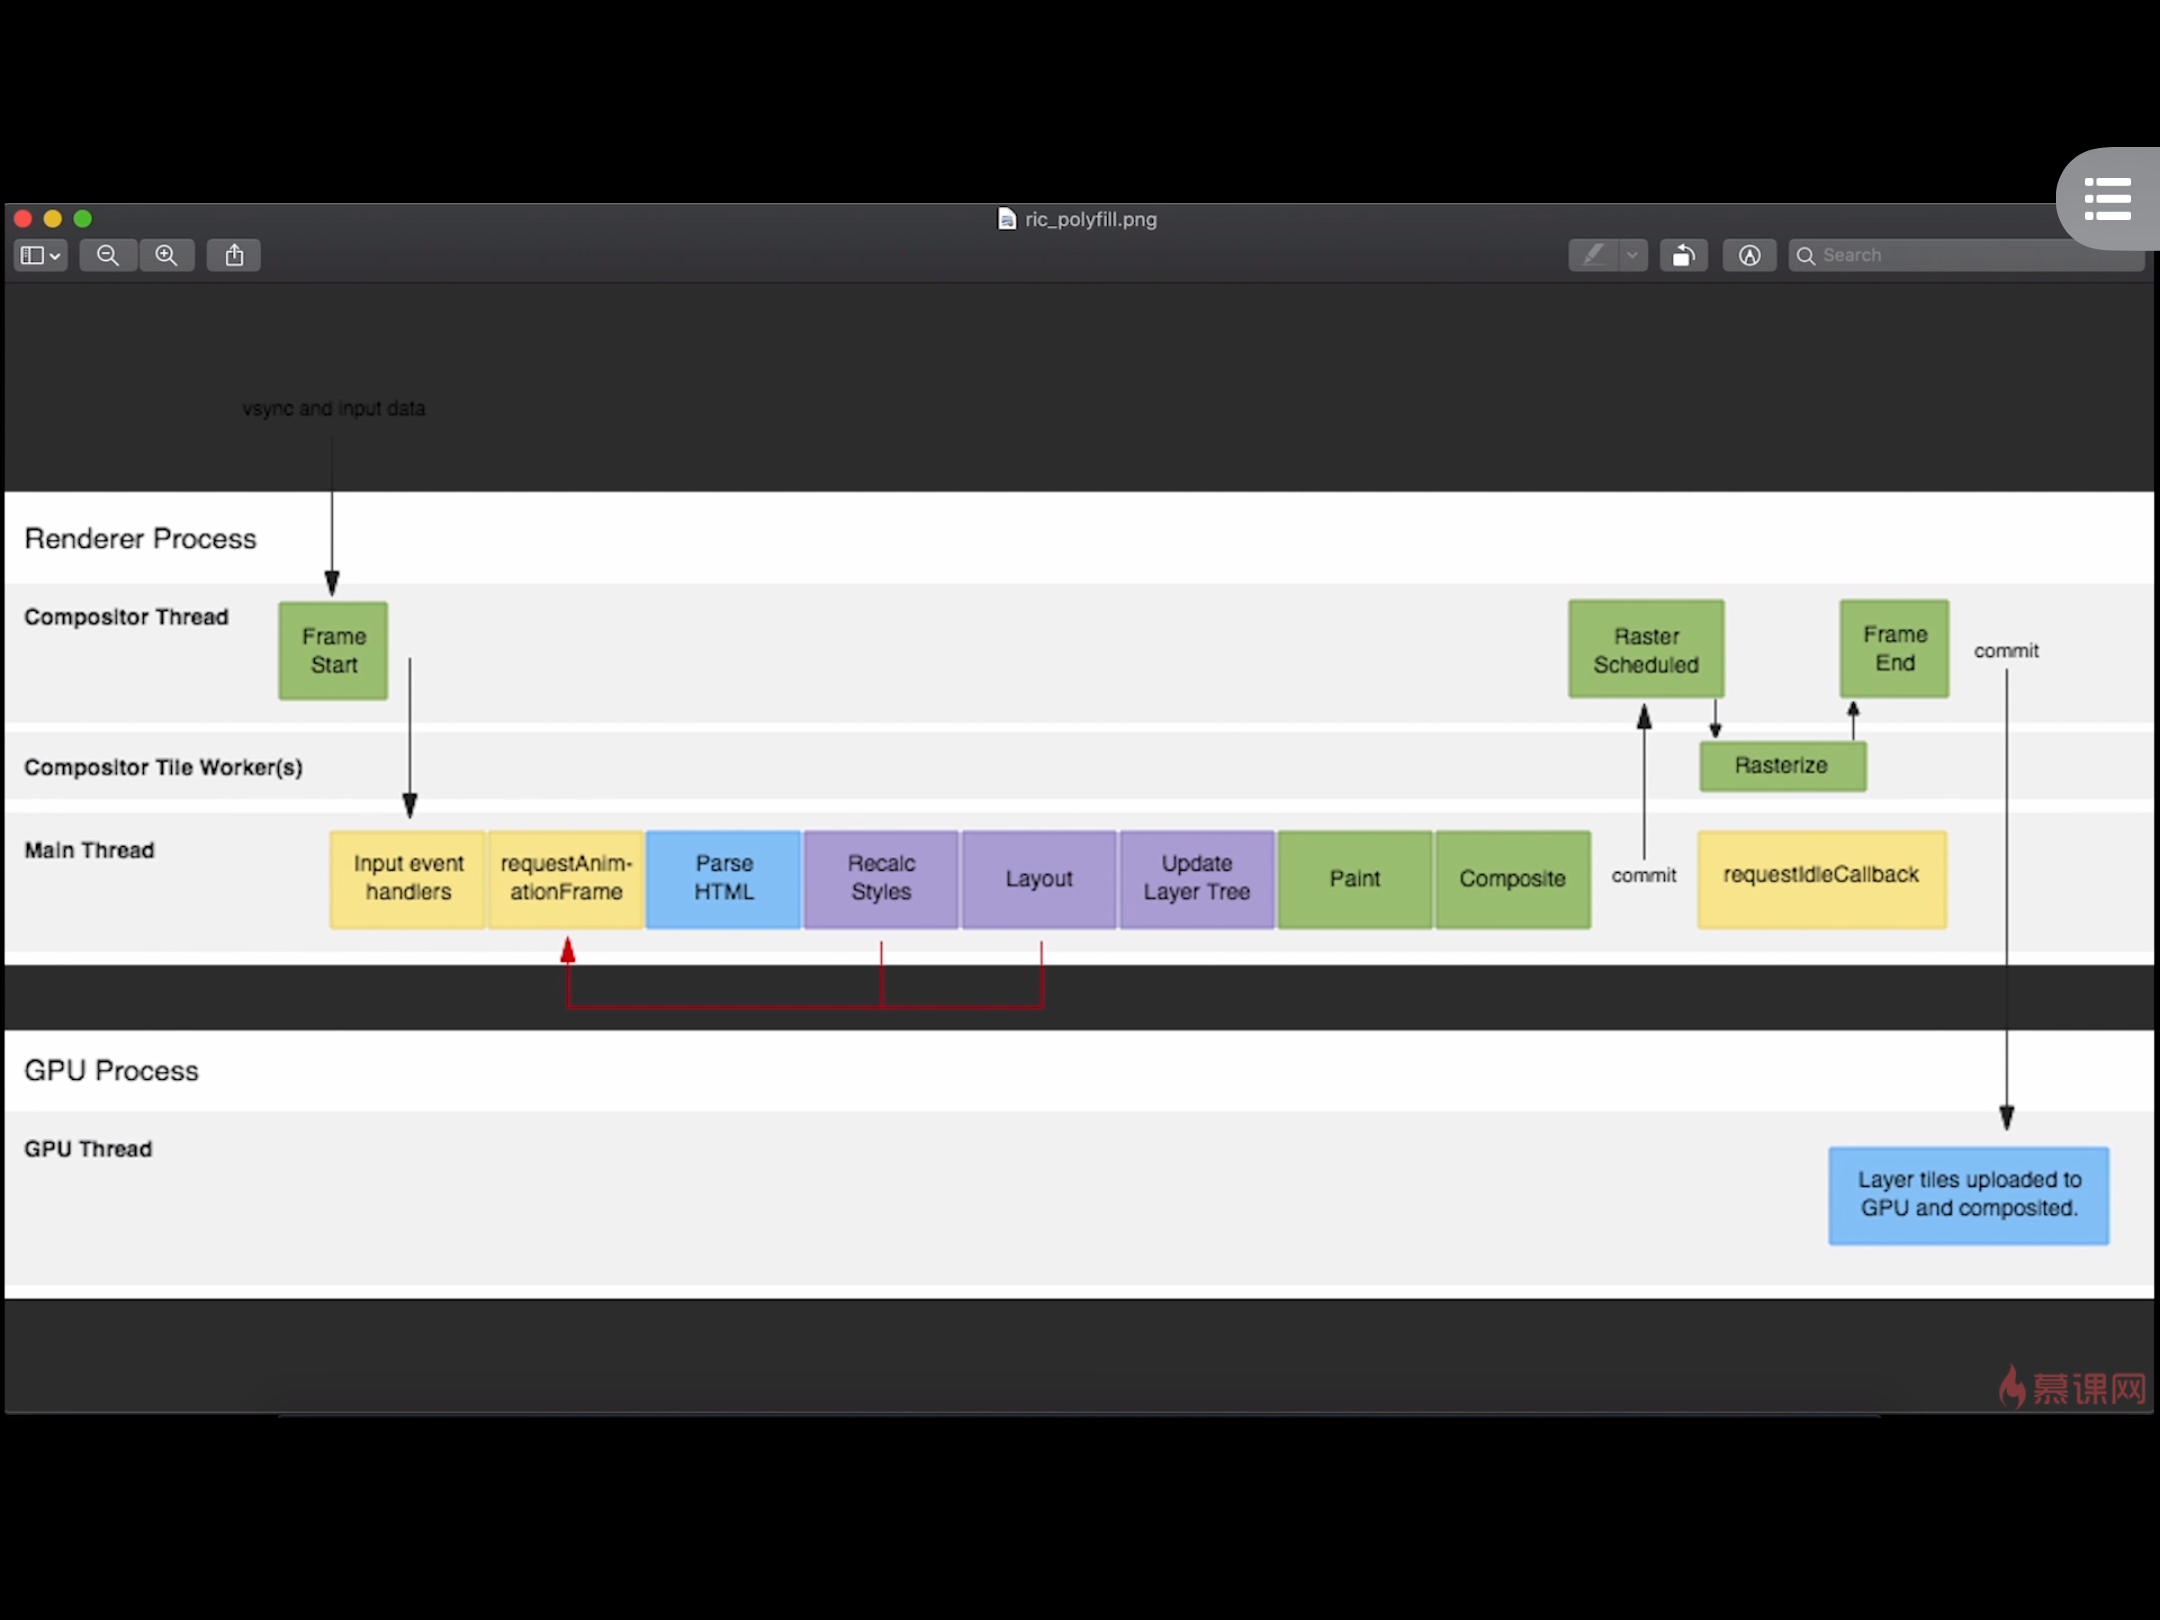 ric_polyfill.png
Search
vsync and input data
Renderer Process
Compositor Thread
Frame
Start
Raster
Scheduled
Frame
End
commit
Compositor Tile Worker(s)
Rasterize
Main Thread
Input event
handlers
requestAnim-
ationFrame
Parse
HTML
Recalc
Styles
Layout
Update
Layer Tree
Paint
Composite
commit
requestIdleCallback
GPU Process
GPU Thread
Layer tiles uploaded to
GPU and composited.
慕课网